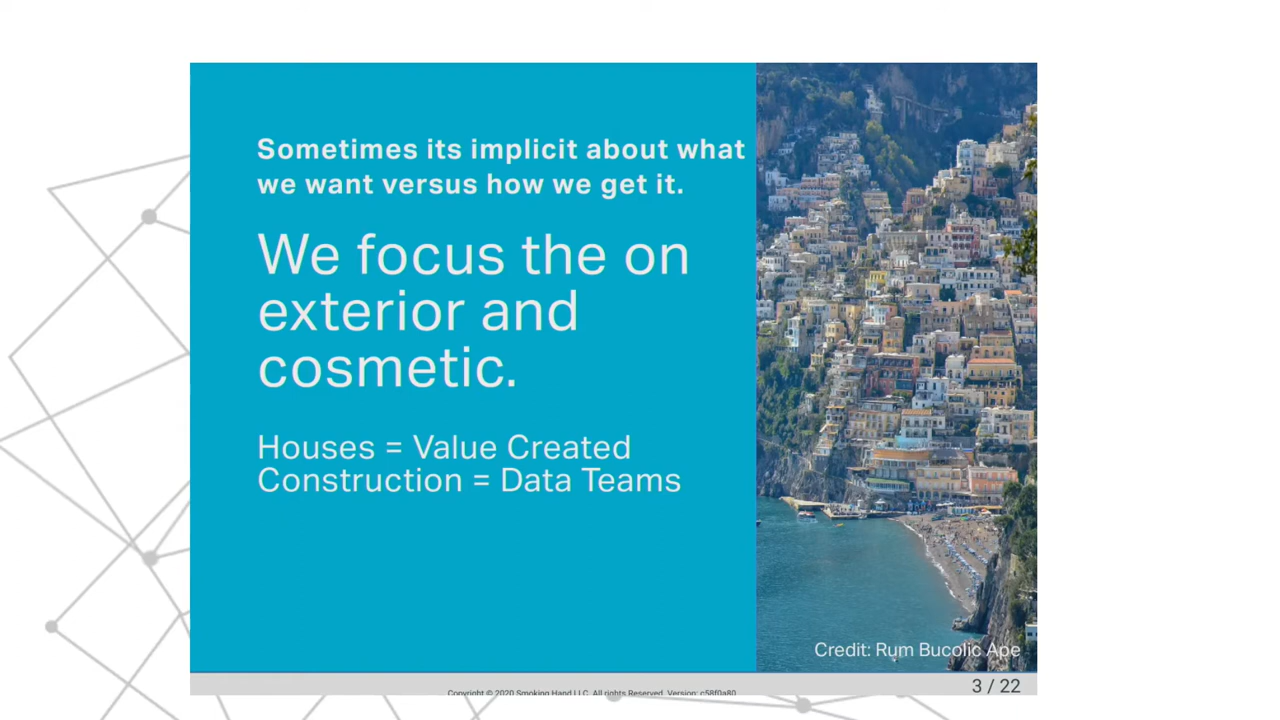 Sometimes its implicit about what
we want versus how we get it.
We focus the on
exterior and
cosmetic.
Houses = Value Created
Construction = Data Teams
Credit: Rum Bucolic Ape
3 / 22
Copyright © 2020 Smoking Hand LLC. All rights Reserved. Version: c58f0a80